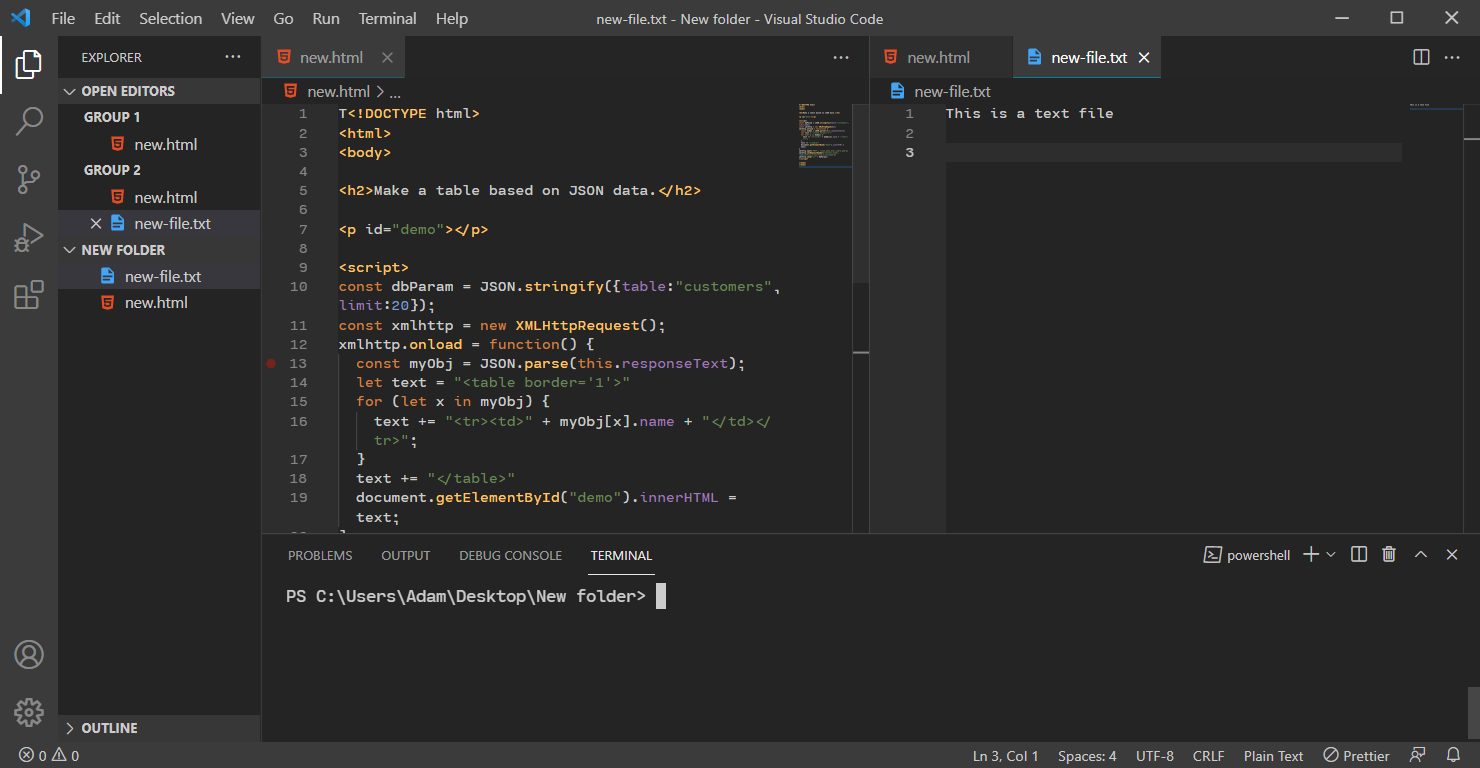 File Edit Selection View Go Run Terminal Help
new-file.txt - New folder - Visual Studio Code
EXPLORER
OPEN EDITORS
GROUP 1
new.html
GROUP 2
new.html
new-file.txt
NEW FOLDER
new-file.txt
new.html
OUTLINE
new.html
new.html > ...
1 T<!DOCTYPE html>
2 <html>
3 <body>
4
5 <h2>Make a table based on JSON data.</h2>
6
7 <p id="demo"></p>
8
9 <script>
10 const dbParam = JSON.stringify({table:"customers",
limit:20});
11 const xmlhttp = new XMLHttpRequest();
12 xmlhttp.onload = function() {
13 const myObj = JSON.parse(this.responseText);
14 let text = "<table border='1'>"
15 for (let x in myObj) {
16 text += "<tr><td>" + myObj[x].name + "</td></
tr>";
17 }
18 text += "</table>"
19 document.getElementById("demo").innerHTML =
text;
new.html new-file.txt
new-file.txt
1 This is a text file
2
3
PROBLEMS OUTPUT DEBUG CONSOLE TERMINAL
powershell
PS C:\Users\Adam\Desktop\New folder>
0 0
Ln 3, Col 1 Spaces: 4 UTF-8 CRLF Plain Text Prettier